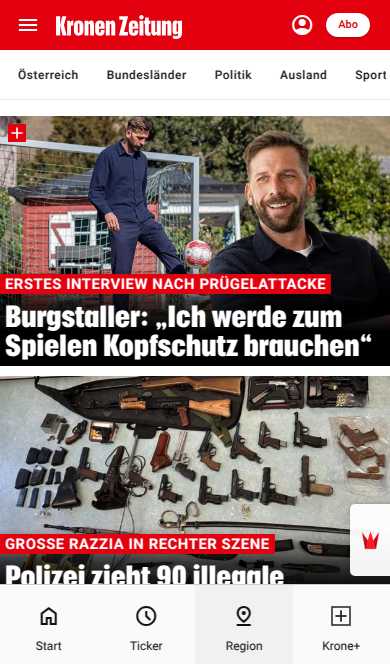 Kronen Zeitung
Abo
Österreich Bundesländer Politik Ausland Sport
ERSTES INTERVIEW NACH PRÜGELATTACKE
Burgstaller: „Ich werde zum
Spielen Kopfschutz brauchen“
GROSSE RAZZIA IN RECHTER SZENE
Polizei zieht 90 illegale
Start Ticker Region Krone+